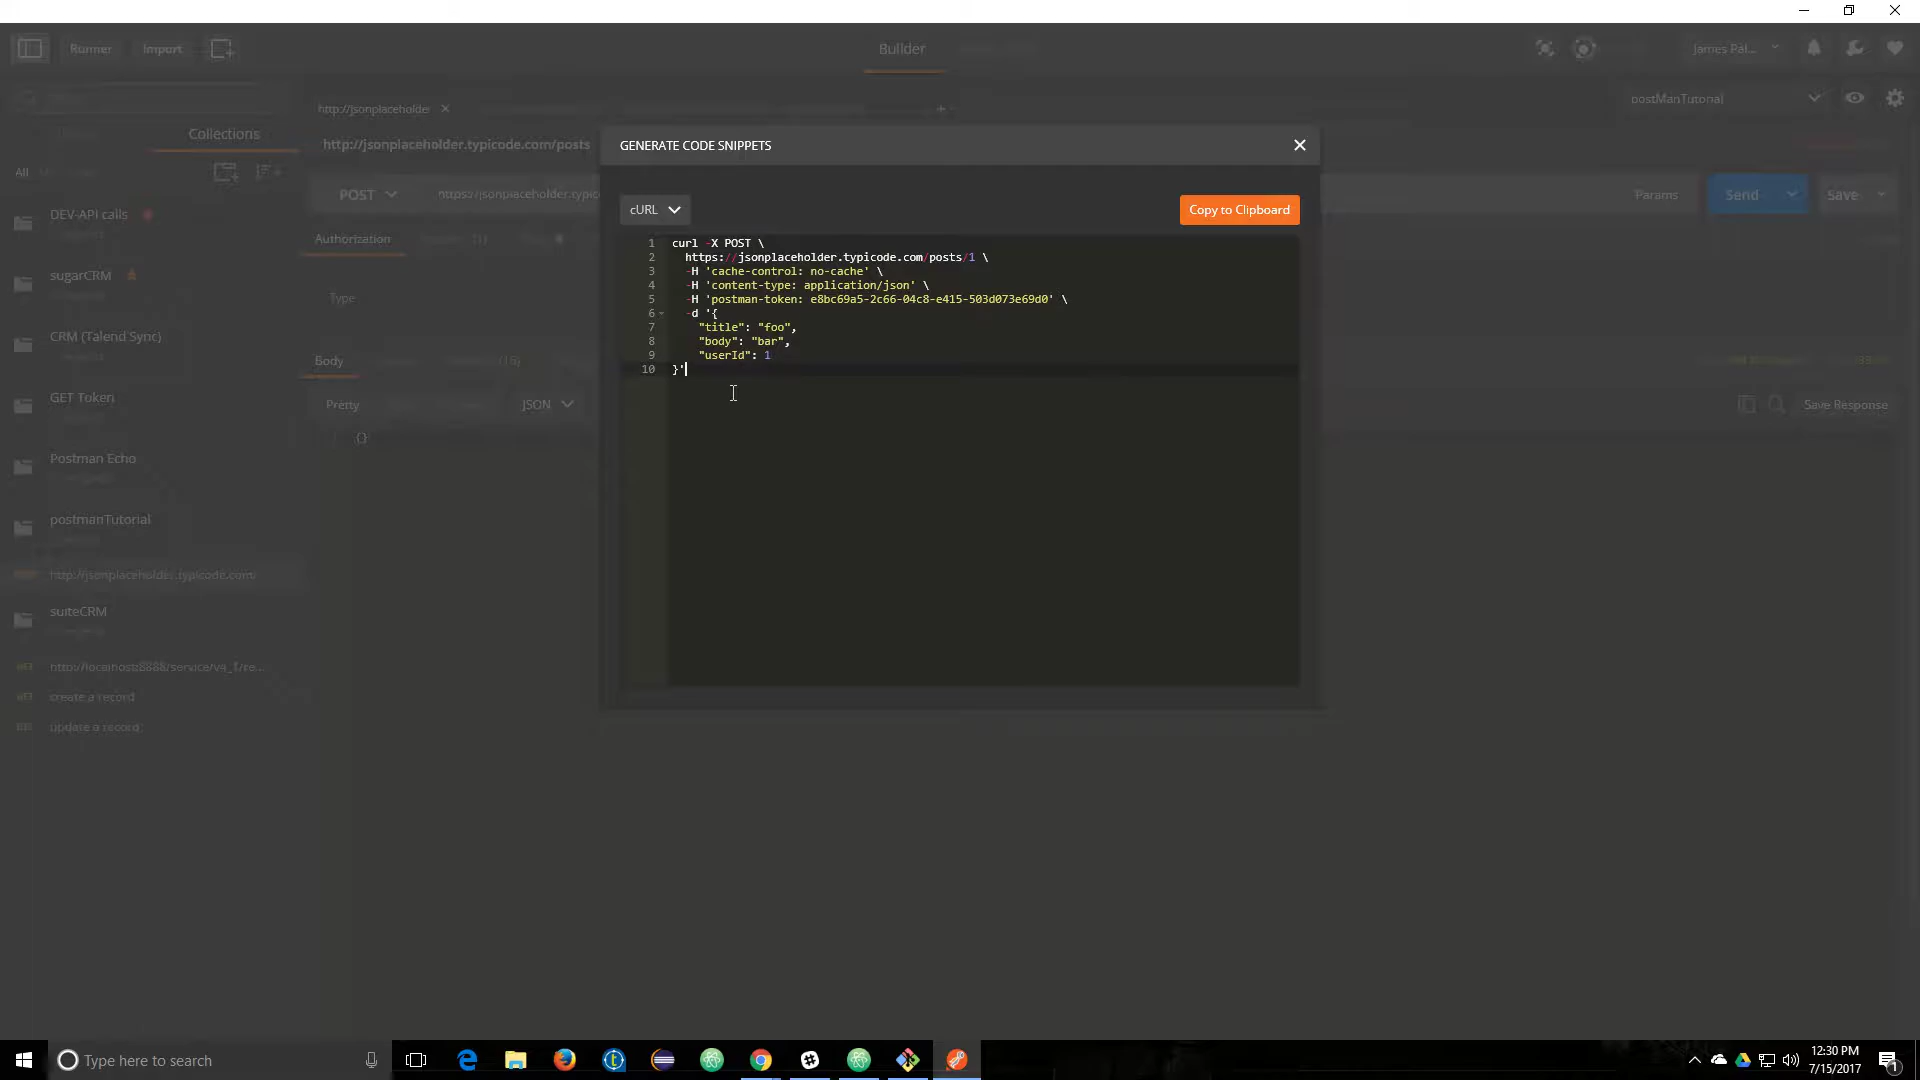 Runner
Import
Builder
James Pal...
http://jsonplaceholder
postManTutorial
Collections
http://jsonplaceholder.typicode.com/posts
All
POST
https://jsonplaceholder.typico
Params
Send
Save
DEV-API calls
Authorization
(1)
sugarCRM
Type
CRM (Talend Sync)
Body
GET Token
Pretty
JSON
Save Response
{}
Postman Echo
postmanTutorial
http://jsonplaceholder.typicode.com/
suiteCRM
http://localhost:8888/service/v4_1/re...
create a record
update a record
GENERATE CODE SNIPPETS
cURL
Copy to Clipboard
1 curl -X POST \
2 https://jsonplaceholder.typicode.com/posts/1 \
3 -H 'cache-control: no-cache' \
4 -H 'content-type: application/json' \
5 -H 'postman-token: e8bc69a5-2c66-04c8-e415-503d073e69d0' \
6 -d '{
7 "title": "foo",
8 "body": "bar",
9 "userId": 1
10 }'
Type here to search
12:30 PM
7/15/2017
1